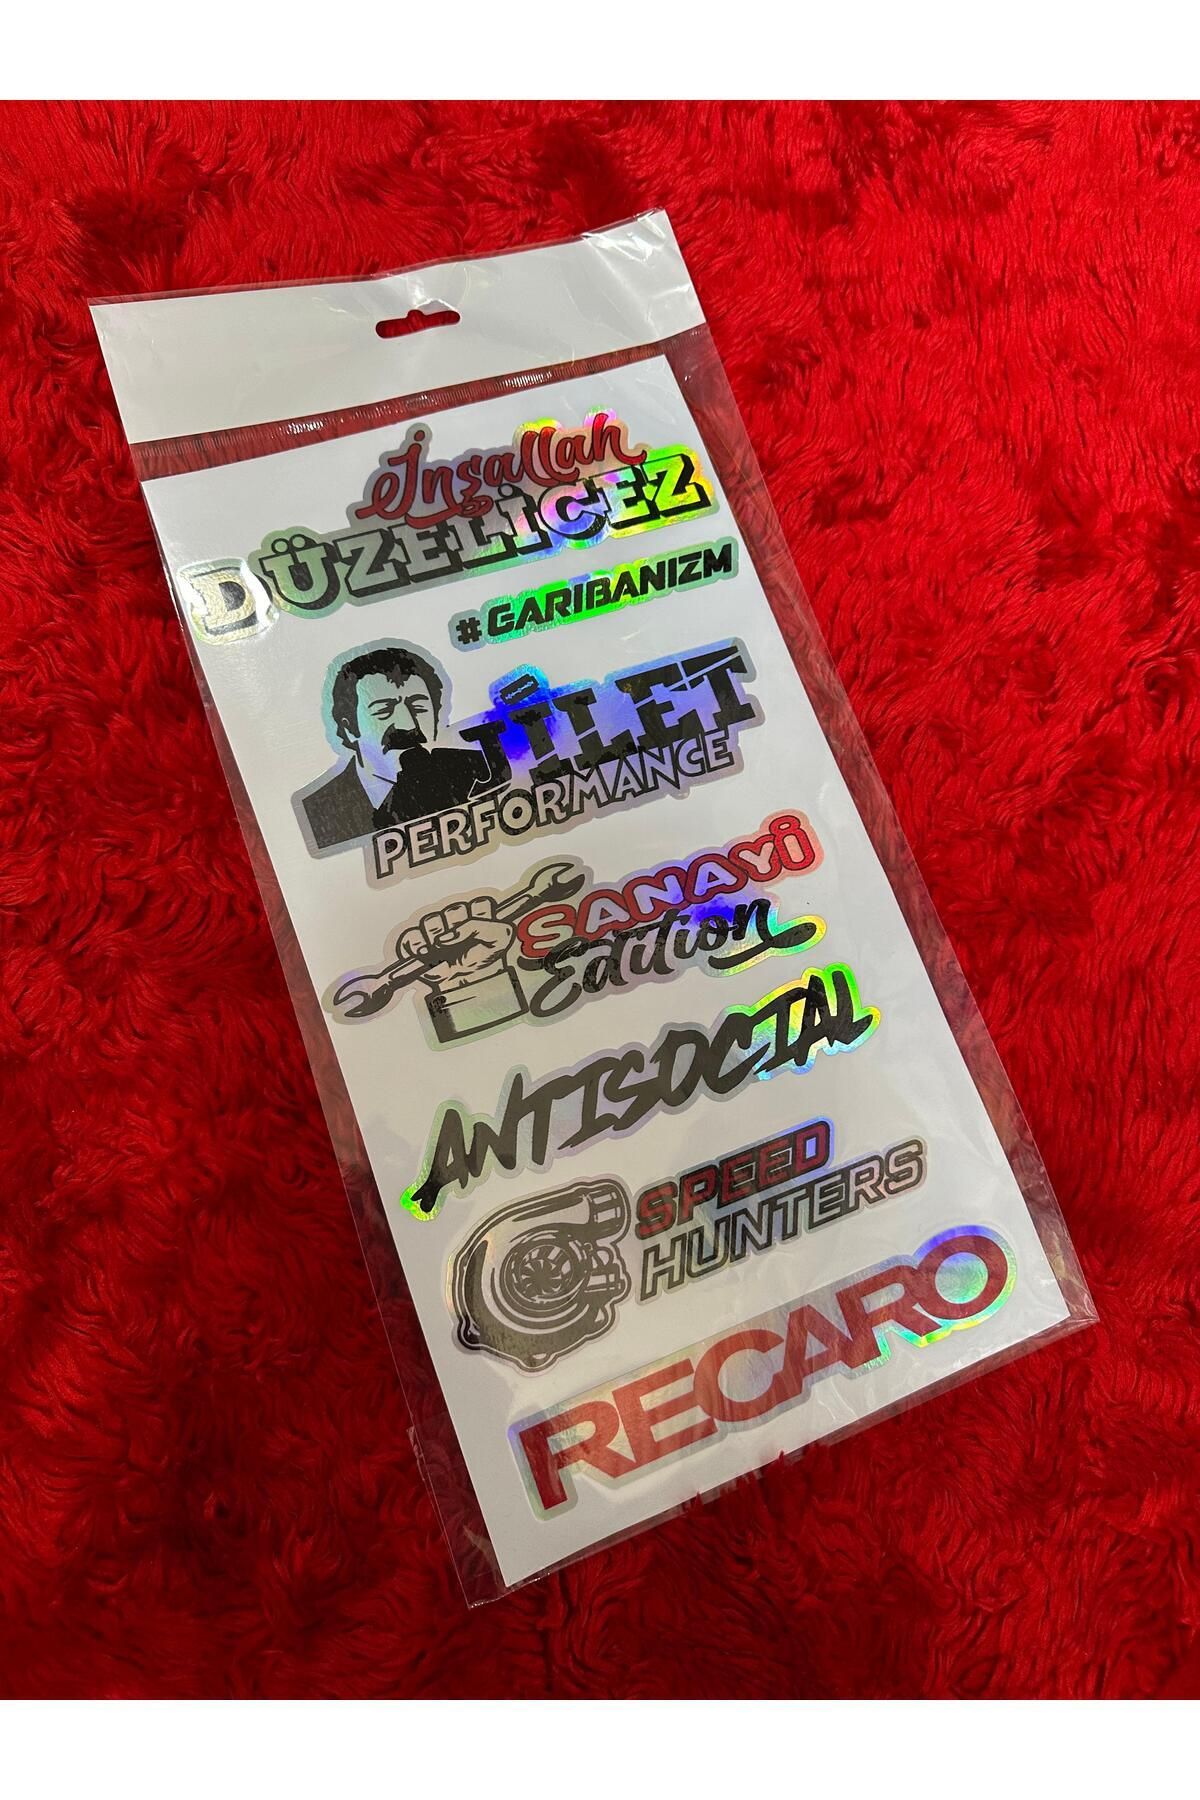 İnşallah
DÜZELİCEZ
#GARIBANIZM
JİLET
PERFORMANCE
SANAYİ
Edition
ANTISOCIAL
SPEED
HUNTERS
RECARO